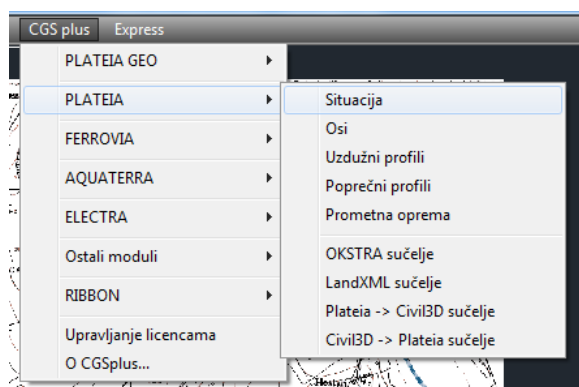 CGS plus Express
PLATEIA GEO
PLATEIA
FERROVIA
AQUATERRA
ELECTRA
Ostali moduli
RIBBON
Upravljanje licencama
O CGSplus...
Situacija
Osi
Uzdužni profili
Poprečni profili
Prometna oprema
OKSTRA sučelje
LandXML sučelje
Plateia -> Civil3D sučelje
Civil3D -> Plateia sučelje